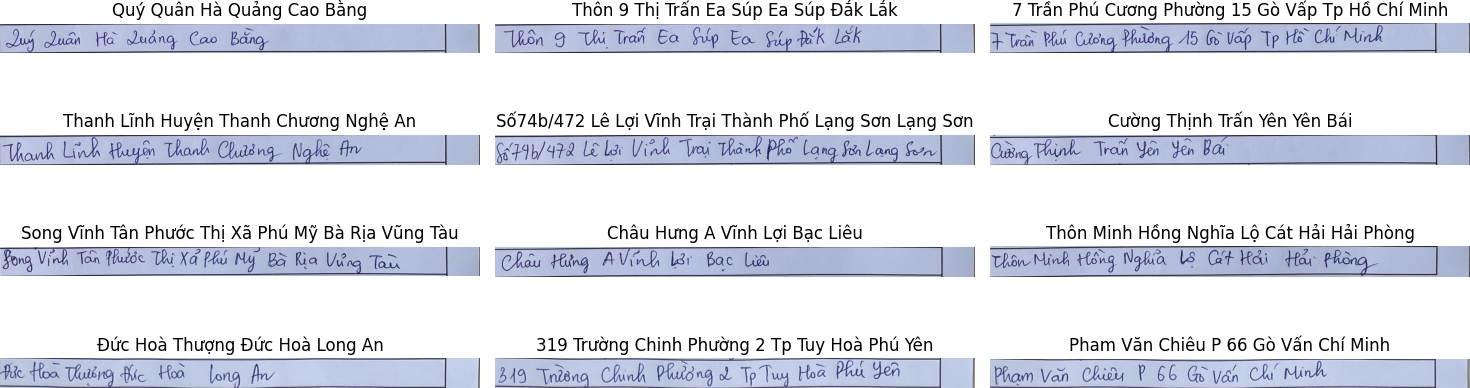 Quý Quân Hà Quảng Cao Bằng
Thôn 9 Thị Trấn Ea Súp Ea Súp Đắk Lắk
7 Trần Phú Cương Phường 15 Gò Vấp Tp Hồ Chí Minh
Quý Quân Hà Quảng Cao Bằng
Thôn 9 Thị Trấn Ea Súp Ea Súp Đắk Lắk
7 Trần Phú Cương Phường 15 Gò Vấp Tp Hồ Chí Minh
Thanh Lĩnh Huyện Thanh Chương Nghệ An
Số74b/472 Lê Lợi Vĩnh Trại Thành Phố Lạng Sơn Lạng Sơn
Cường Thịnh Trấn Yên Yên Bái
Thanh Lĩnh Huyện Thanh Chương Nghệ An
Số74b/472 Lê Lợi Vĩnh Trại Thành Phố Lạng Sơn Lạng Sơn
Cường Thịnh Trấn Yên Yên Bái
Song Vĩnh Tân Phước Thị Xã Phú Mỹ Bà Rịa Vũng Tàu
Châu Hưng A Vĩnh Lợi Bạc Liêu
Thôn Minh Hồng Nghĩa Lộ Cát Hải Hải Phòng
Song Vĩnh Tân Phước Thị Xã Phú Mỹ Bà Rịa Vũng Tàu
Châu Hưng A Vĩnh Lợi Bạc Liêu
Thôn Minh Hồng Nghĩa Lộ Cát Hải Hải Phòng
Đức Hoà Thượng Đức Hoà Long An
319 Trường Chinh Phường 2 Tp Tuy Hoà Phú Yên
Pham Văn Chiêu P 66 Gò Vấn Chí Minh
Đức Hoà Thượng Đức Hoà Long An
319 Trường Chinh Phường 2 Tp Tuy Hoà Phú Yên
Phạm Văn Chiêu P 66 Gò Vấn Chí Minh